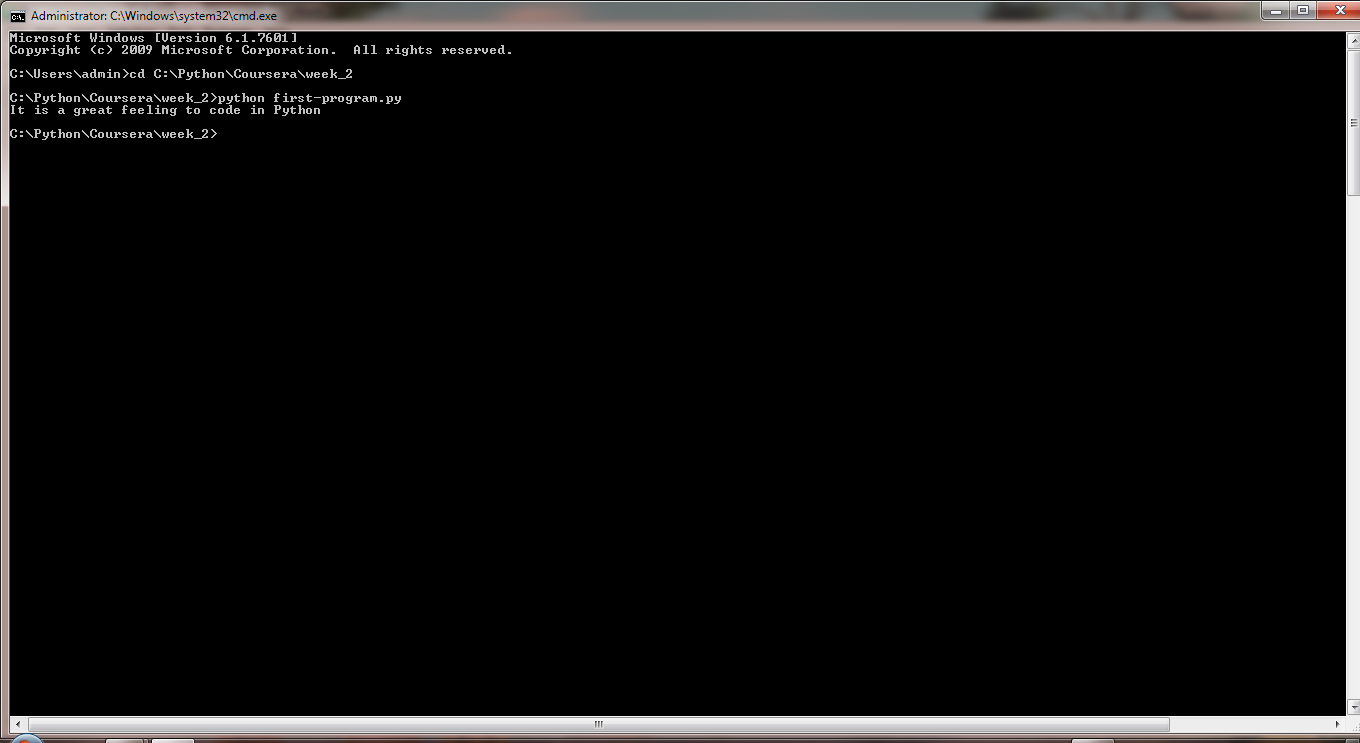 Administrator: C:\Windows\system32\cmd.exe
Microsoft Windows [Version 6.1.7601]
Copyright (c) 2009 Microsoft Corporation.  All rights reserved.
C:\Users\admin>cd C:\Python\Coursera\week_2
C:\Python\Coursera\week_2>python first-program.py
It is a great feeling to code in Python
C:\Python\Coursera\week_2>